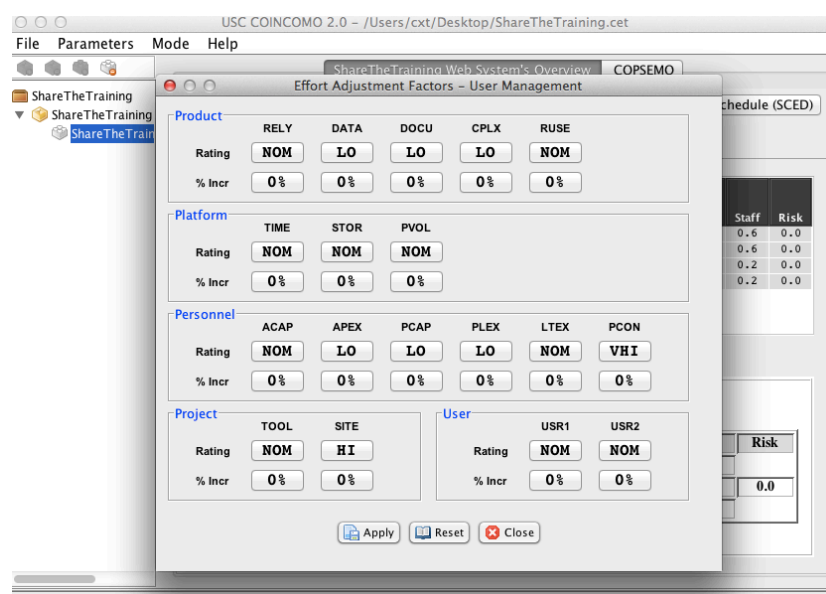 USC COINCOMO 2.0 – /Users/cxt/Desktop/ShareTheTraining.cet
File Parameters Mode Help
ShareTheTraining Web System's Overview COPSEMO
Effort Adjustment Factors – User Management
ShareTheTraining
ShareTheTraining
ShareTheTrain
chedule (SCED)
Product
RELY DATA DOCU CPLX RUSE
Rating NOM LO LO LO NOM
% Incr 0% 0% 0% 0% 0%
Staff Risk
0.6 0.0
0.6 0.0
0.2 0.0
0.2 0.0
Platform
TIME STOR PVOL
Rating NOM NOM NOM
% Incr 0% 0% 0%
Personnel
ACAP APEX PCAP PLEX LTEX PCON
Rating NOM LO LO LO NOM VHI
% Incr 0% 0% 0% 0% 0% 0%
Project
TOOL SITE
Rating NOM HI
% Incr 0% 0%
User
USR1 USR2
Rating NOM NOM
% Incr 0% 0%
Risk
0.0
Apply Reset Close